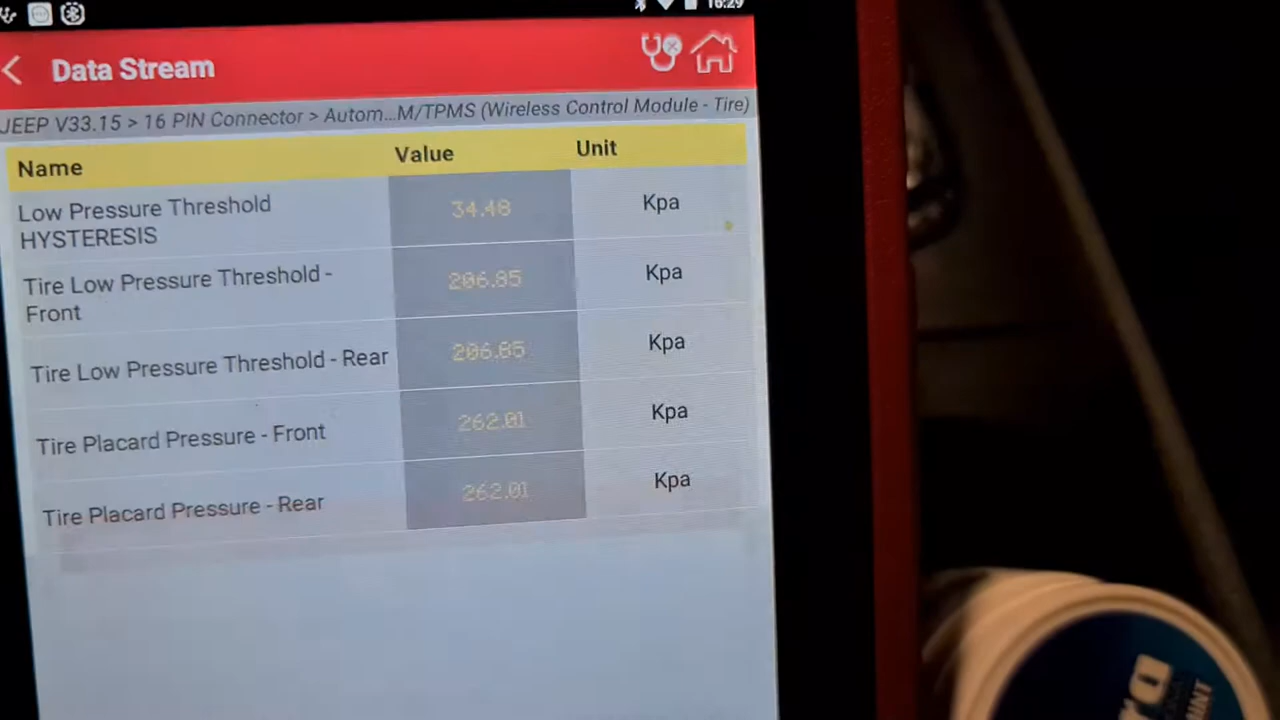 16:29
Data Stream
JEEP V33.15 > 16 PIN Connector > Autom...M/TPMS (Wireless Control Module - Tire)
Name Value Unit
Low Pressure Threshold
HYSTERESIS 34.48 Kpa
Tire Low Pressure Threshold -
Front 206.85 Kpa
Tire Low Pressure Threshold - Rear 206.85 Kpa
Tire Placard Pressure - Front 262.01 Kpa
Tire Placard Pressure - Rear 262.01 Kpa